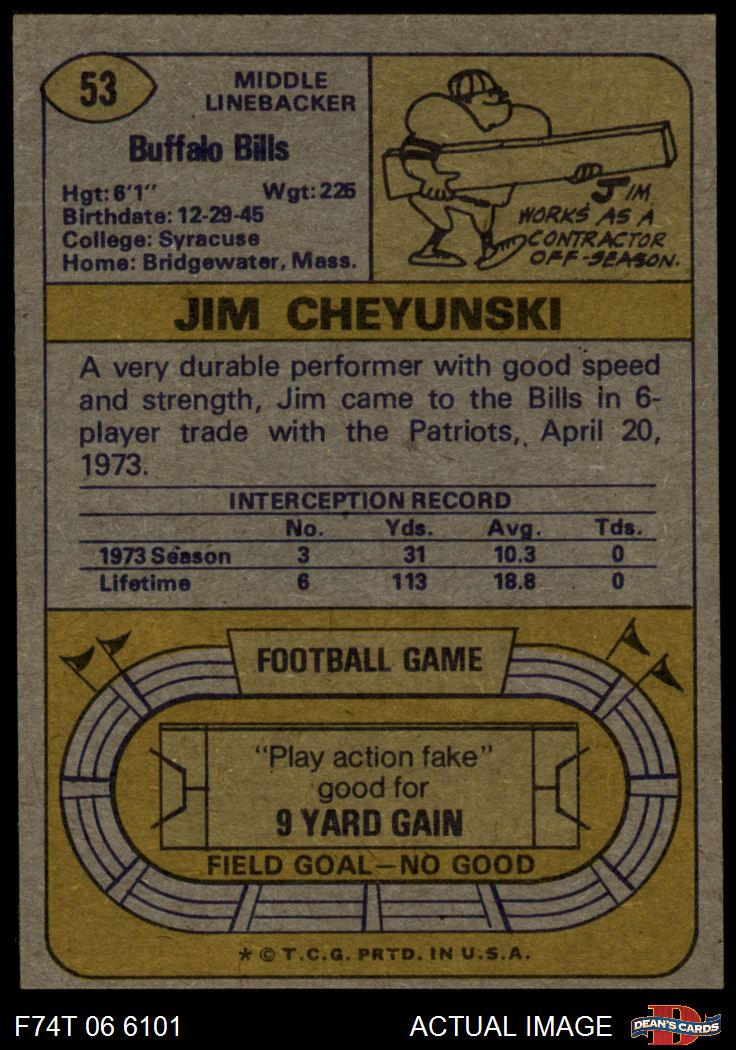 53
MIDDLE
LINEBACKER
Buffalo Bills
Hgt: 6'1" Wgt: 225
Birthdate: 12-29-45
College: Syracuse
Home: Bridgewater, Mass.
JIM
WORKS AS A
CONTRACTOR
OFF-SEASON.
JIM CHEYUNSKI
A very durable performer with good speed
and strength, Jim came to the Bills in 6-
player trade with the Patriots, April 20,
1973.
INTERCEPTION RECORD
No. Yds. Avg. Tds.
1973 Season 3 31 10.3 0
Lifetime 6 113 18.8 0
FOOTBALL GAME
"Play action fake"
good for
9 YARD GAIN
FIELD GOAL—NO GOOD
* © T.C.G. PRTD. IN U.S.A.
F74T 06 6101 ACTUAL IMAGE DEAN'S CARDS